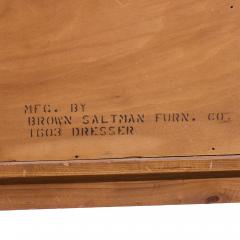 MFG. BY
BROWN SALTMAN FURN. CO.
1603 DRESSER